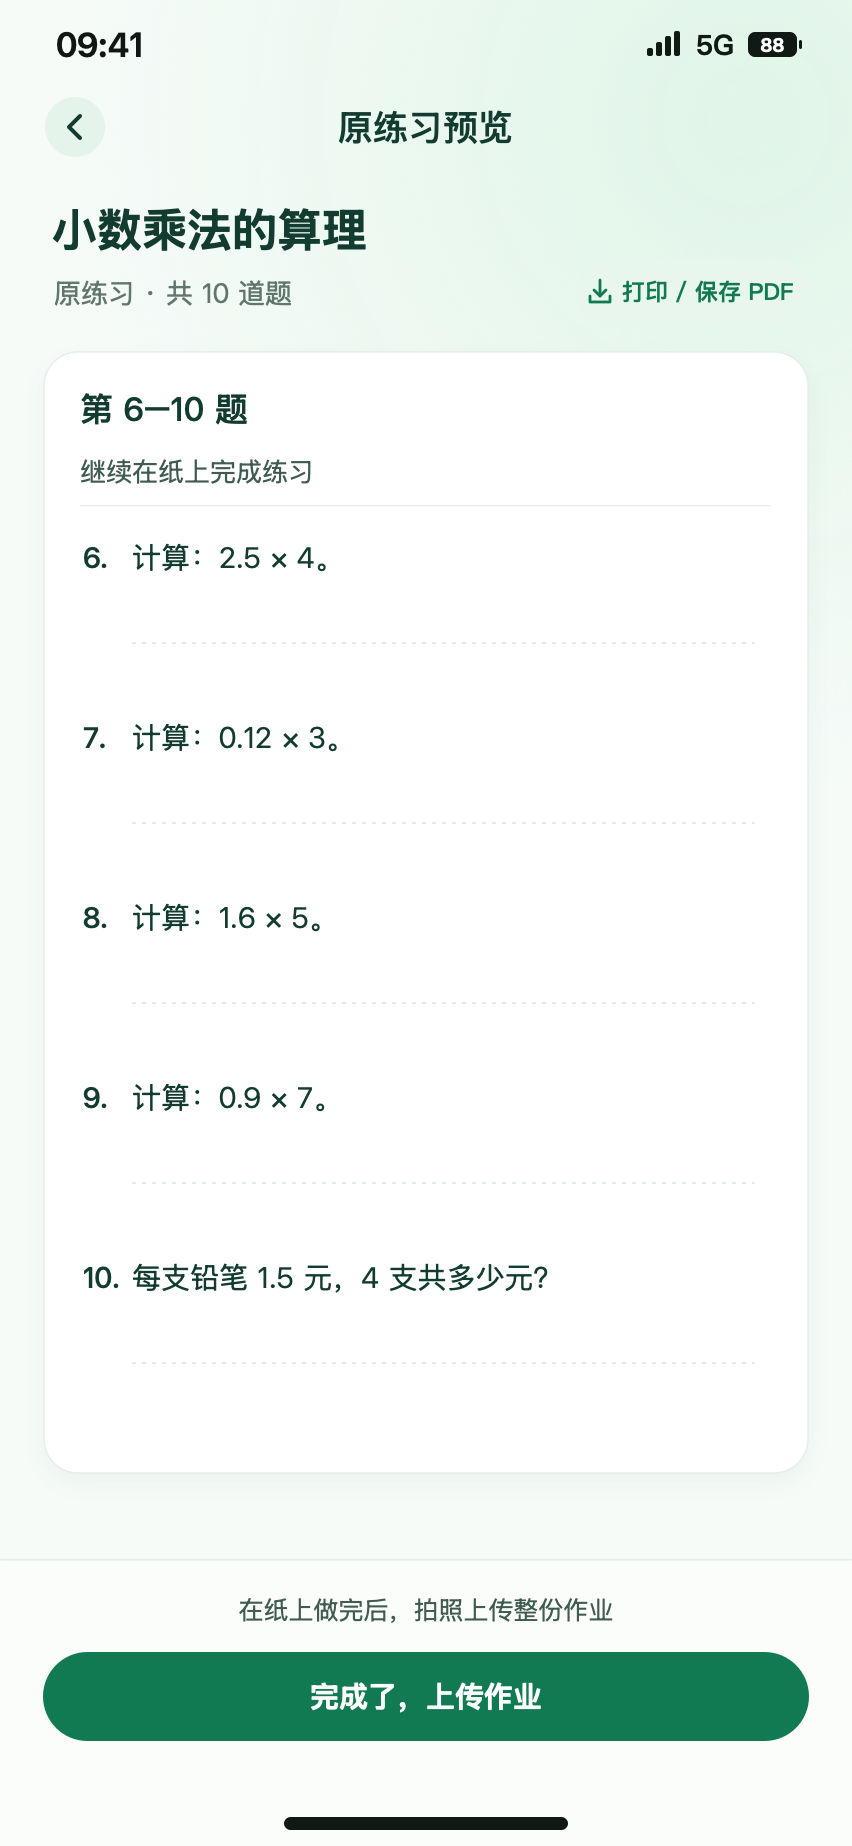 09:41
5G 88
原练习预览
小数乘法的算理
原练习 · 共 10 道题
打印 / 保存 PDF
第 6—10 题
继续在纸上完成练习
6. 计算：2.5 × 4。
7. 计算：0.12 × 3。
8. 计算：1.6 × 5。
9. 计算：0.9 × 7。
10. 每支铅笔 1.5 元，4 支共多少元?
在纸上做完后，拍照上传整份作业
完成了，上传作业